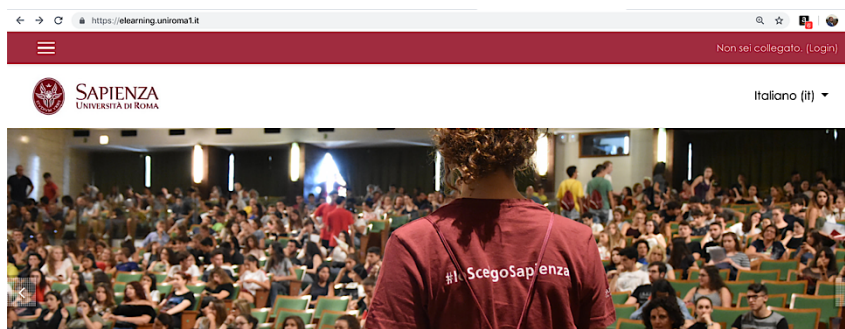 https://elearning.uniroma1.it
Non sei collegato. (Login)
SAPIENZA
UNIVERSITÀ DI ROMA
Italiano (it)
#IoScegoSapienza